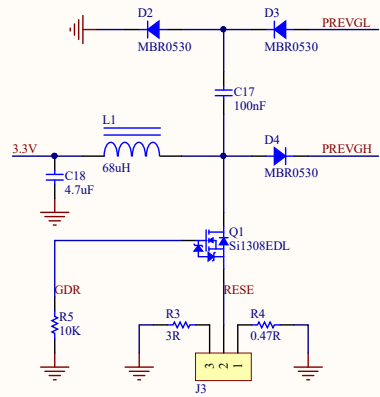 D2
MBR0530
D3
MBR0530
PREVGL
C17
100nF
L1
68uH
3.3V
C18
4.7uF
D4
MBR0530
PREVGH
Q1
Si1308EDL
GDR
RESE
R5
10K
R3
3R
R4
0.47R
3
2
1
J3